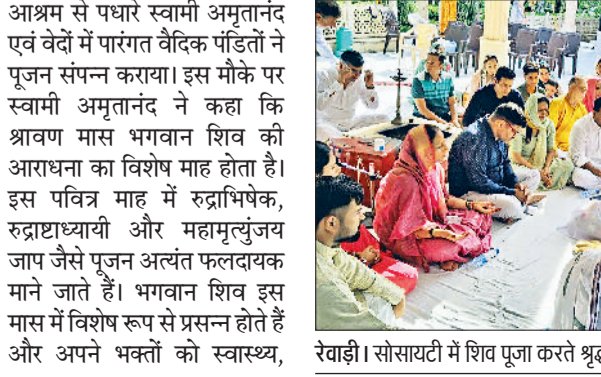 आश्रम से पधारे स्वामी अमृतानंद
एवं वेदों में पारंगत वैदिक पंडितों ने
पूजन संपन्न कराया। इस मौके पर
स्वामी अमृतानंद ने कहा कि
श्रावण मास भगवान शिव की
आराधना का विशेष माह होता है।
इस पवित्र माह में रुद्राभिषेक,
रुद्राष्टाध्यायी और महामृत्युंजय
जाप जैसे पूजन अत्यंत फलदायक
माने जाते हैं। भगवान शिव इस
मास में विशेष रूप से प्रसन्न होते हैं
और अपने भक्तों को स्वास्थ्य,
रेवाड़ी। सोसायटी में शिव पूजा करते